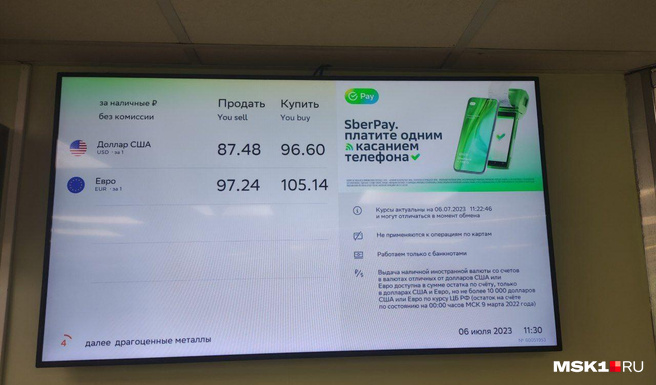 за наличные ₽
без комиссии
Продать
You sell
Купить
You buy
Доллар США
USD · за 1
87.48
96.60
Евро
EUR · за 1
97.24
105.14
Pay
SberPay.
платите одним
касанием
телефона
Курсы актуальны на 06.07.2023 11:22:46
и могут отличаться в момент обмена
Не применяются к операциям по картам
Работаем только с банкнотами
₽/$
Выдача наличной иностранной валюты со счетов
в валютах отличных от долларов США или
Евро доступна в сумме остатка по счёту, только
в долларах США и Евро, но не более 10 000 долларов
США или Евро по курсу ЦБ РФ (остаток на счёте
по состоянию на 00:00 часов МСК 9 марта 2022 года)
4
далее драгоценные металлы
06 июля 2023 11:30
MSK1.RU